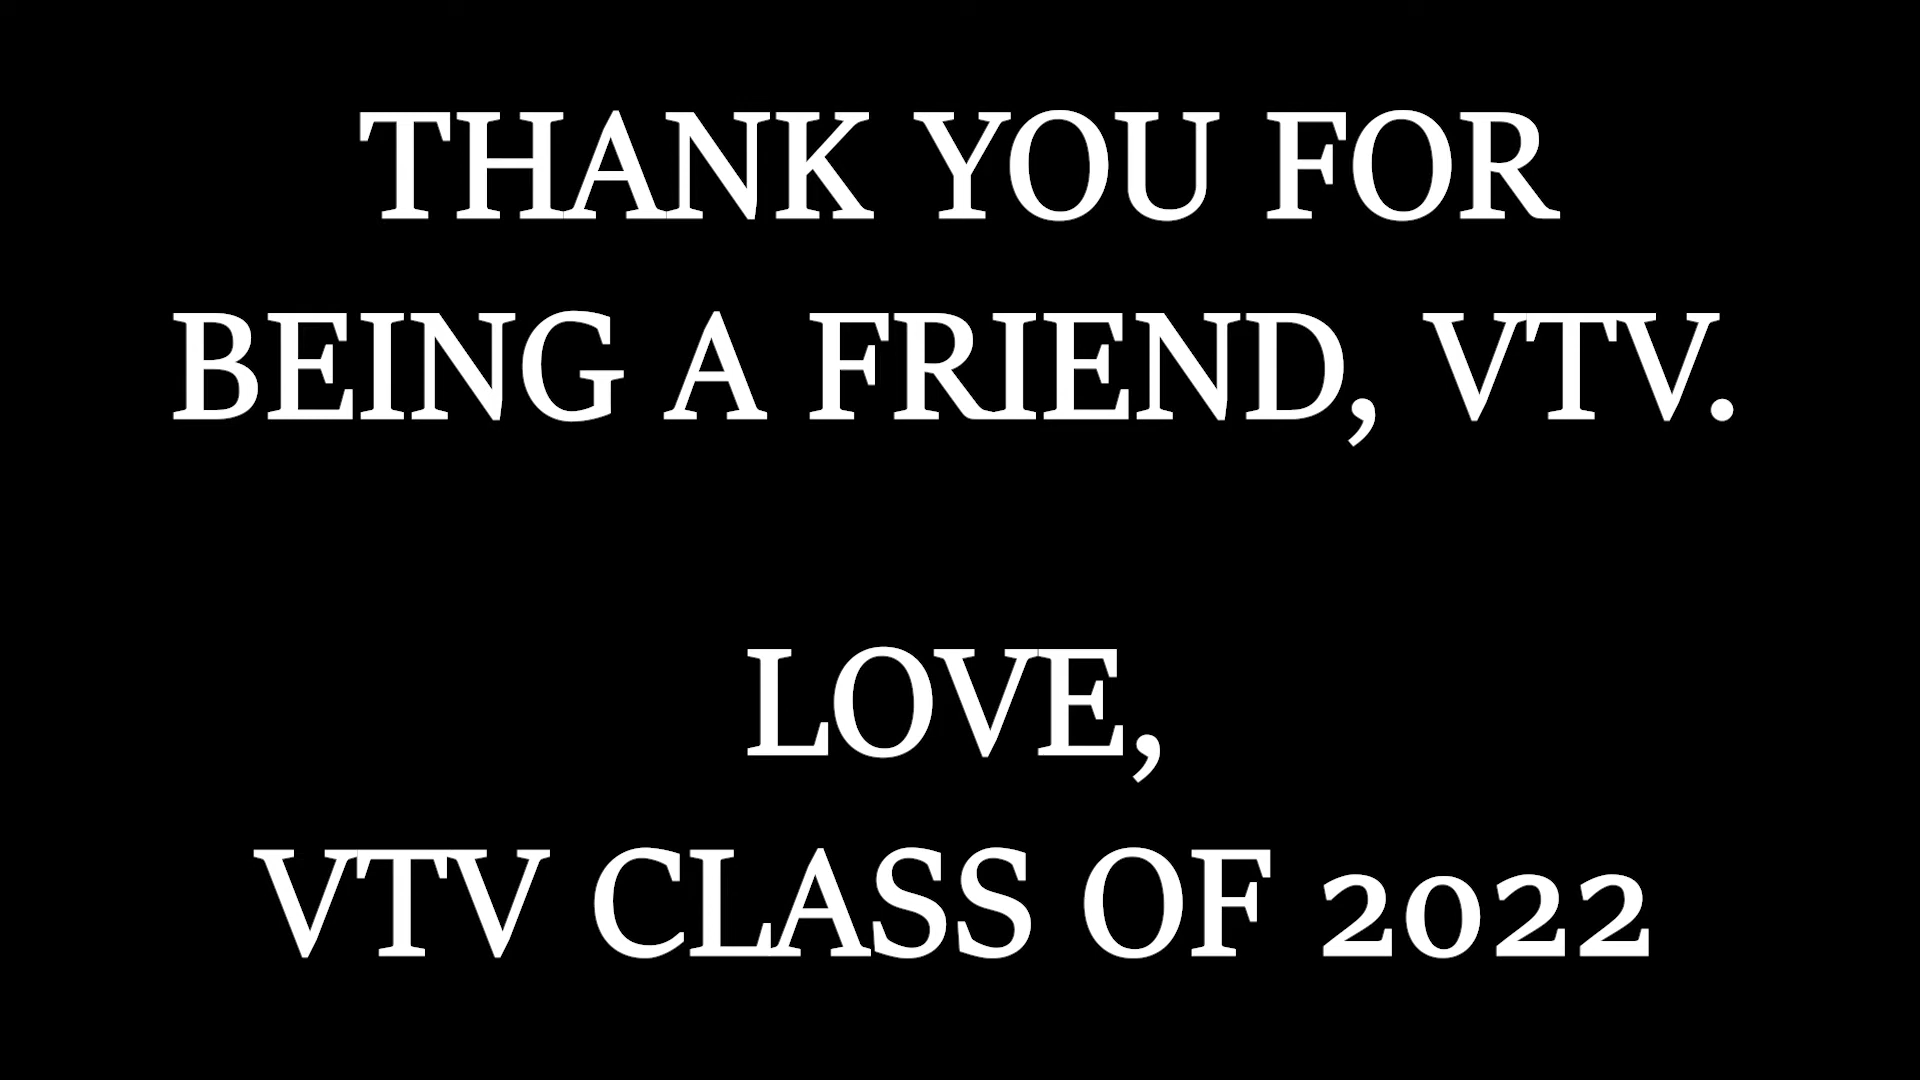 THANK YOU FOR
BEING A FRIEND, VTV.
LOVE,
VTV CLASS OF 2022